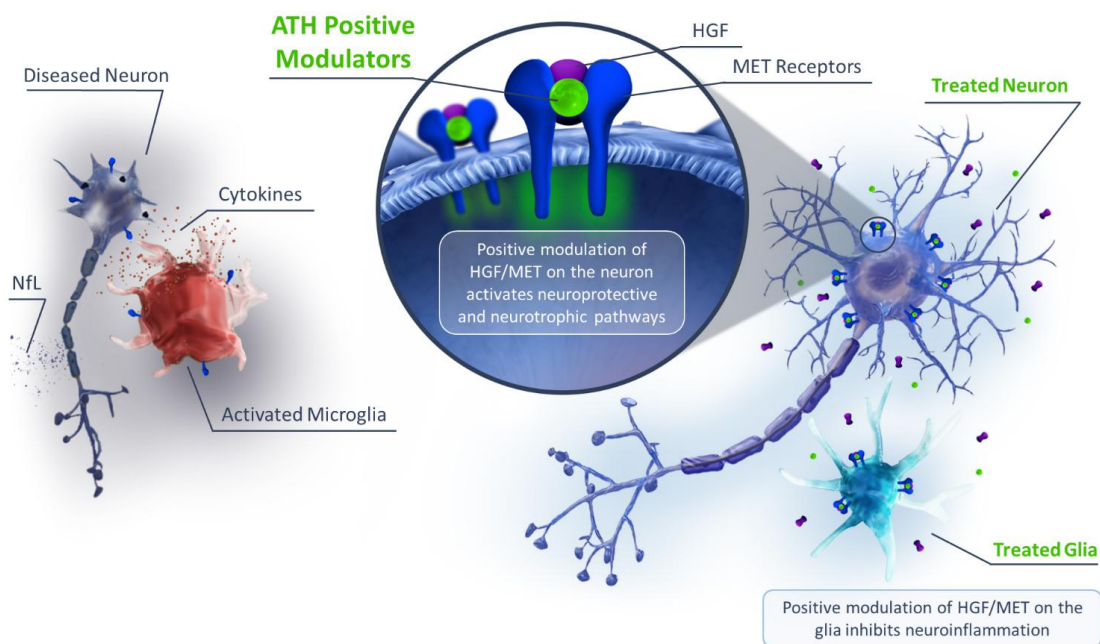 ATH Positive
Modulators
HGF
MET Receptors
Diseased Neuron
Treated Neuron
Cytokines
NfL
Positive modulation of
HGF/MET on the neuron
activates neuroprotective
and neurotrophic pathways
Activated Microglia
Treated Glia
Positive modulation of HGF/MET on the
glia inhibits neuroinflammation